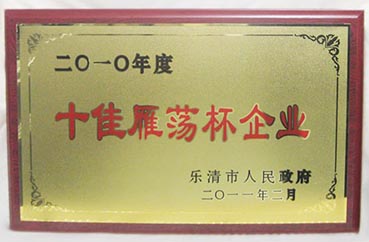 二〇一〇年度
十佳雁荡杯企业
乐清市人民政府
二〇一一年二月